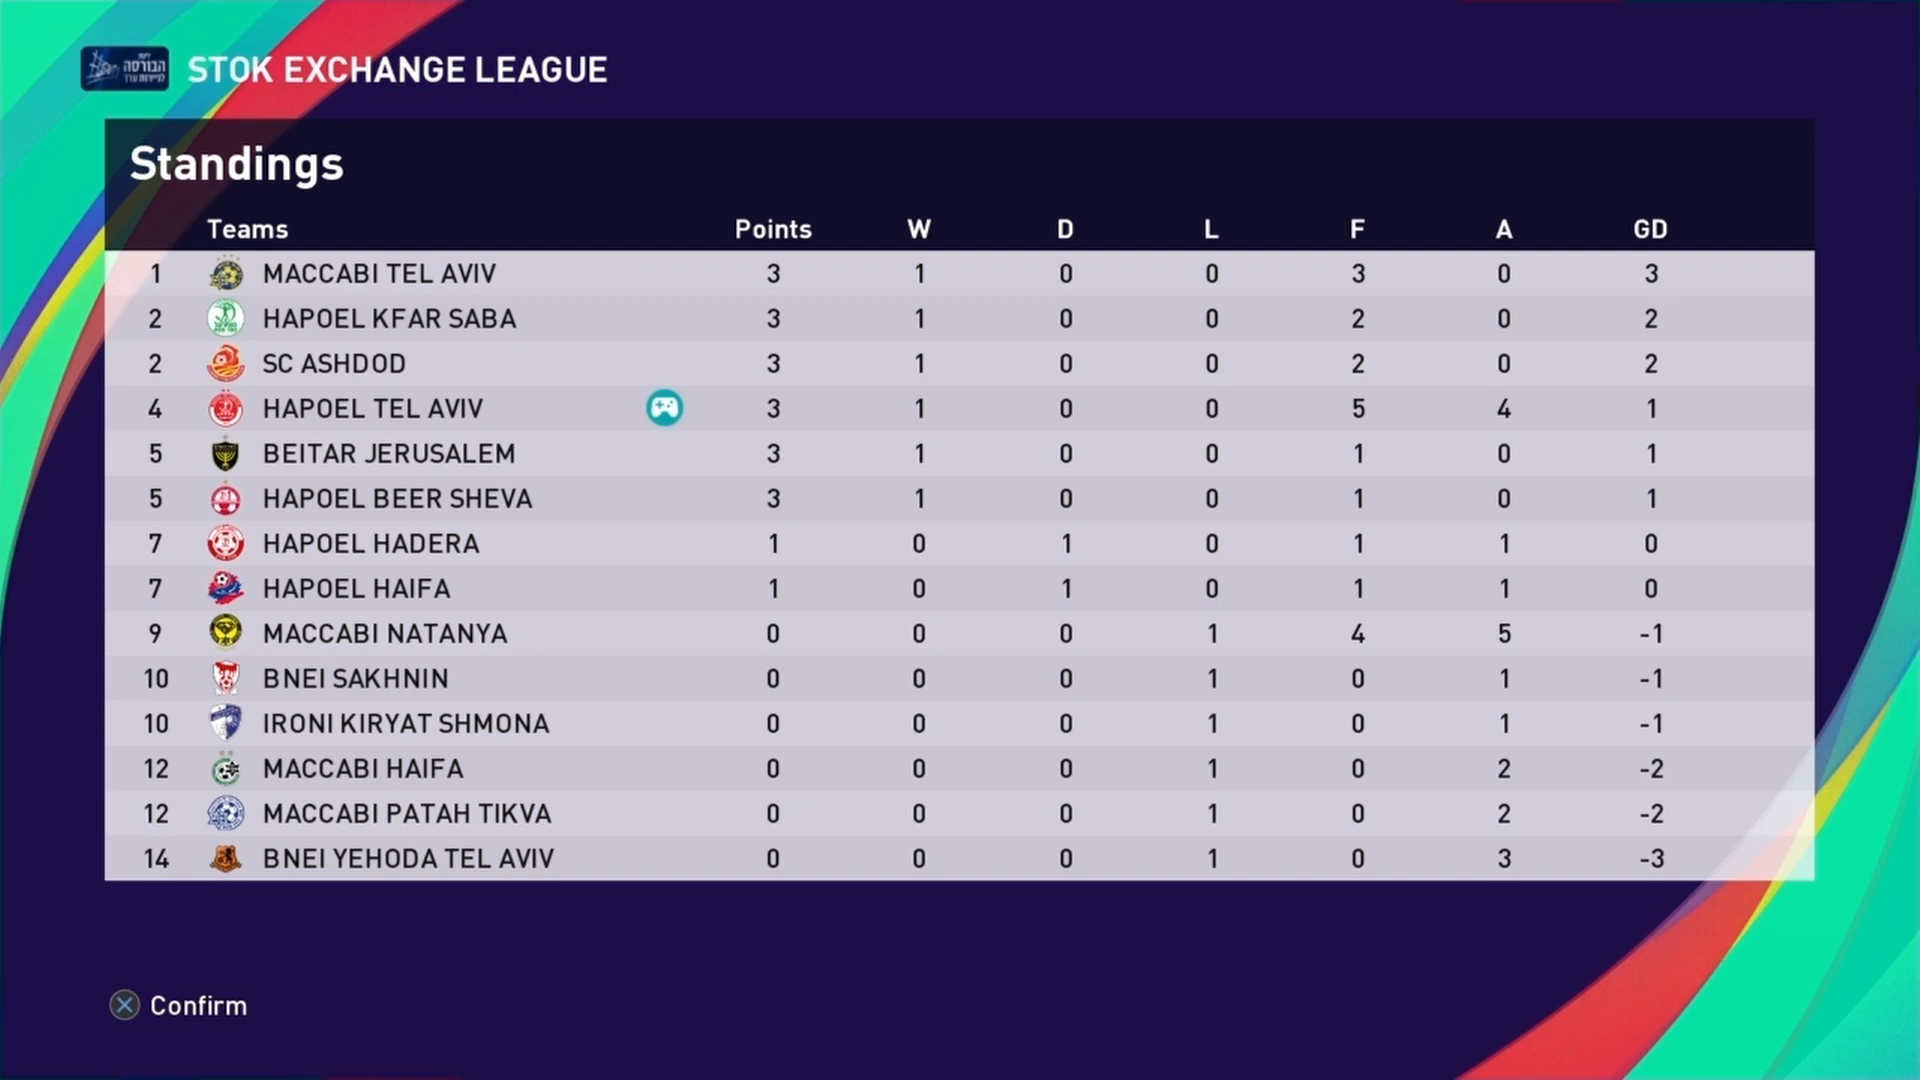 ליגת
הבורסה
לניירות ערך
STOK EXCHANGE LEAGUE
Standings
Teams Points W D L F A GD
1 MACCABI TEL AVIV 3 1 0 0 3 0 3
2 HAPOEL KFAR SABA 3 1 0 0 2 0 2
2 SC ASHDOD 3 1 0 0 2 0 2
4 HAPOEL TEL AVIV 3 1 0 0 5 4 1
5 BEITAR JERUSALEM 3 1 0 0 1 0 1
5 HAPOEL BEER SHEVA 3 1 0 0 1 0 1
7 HAPOEL HADERA 1 0 1 0 1 1 0
7 HAPOEL HAIFA 1 0 1 0 1 1 0
9 MACCABI NATANYA 0 0 0 1 4 5 -1
10 BNEI SAKHNIN 0 0 0 1 0 1 -1
10 IRONI KIRYAT SHMONA 0 0 0 1 0 1 -1
12 MACCABI HAIFA 0 0 0 1 0 2 -2
12 MACCABI PATAH TIKVA 0 0 0 1 0 2 -2
14 BNEI YEHODA TEL AVIV 0 0 0 1 0 3 -3
Confirm